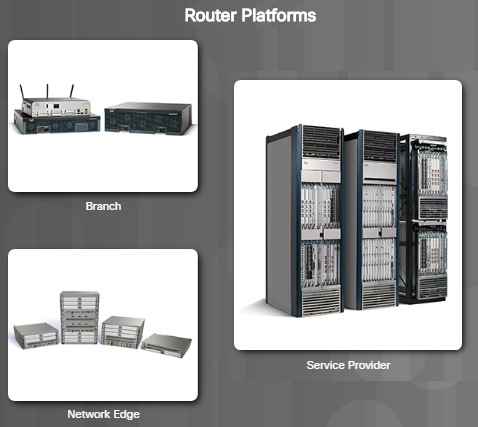 Router Platforms
Branch
Service Provider
Network Edge